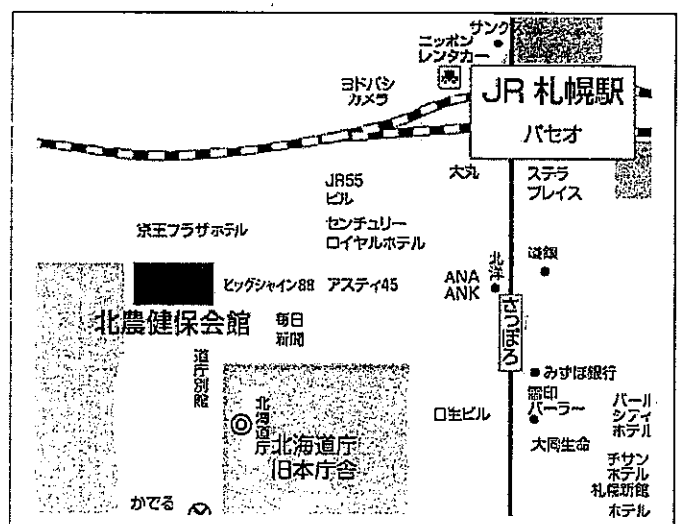 サンク
ニッポン
レンタカー
ヨドバシ
カメラ
JR 札幌駅
パセオ
大丸
ステラ
プレイス
JR55
ビル
京王プラザホテル
センチュリー
ロイヤルホテル
北洋
道銀
ビッグシャイン88
アスティ45
ANA
ANK
さっぽろ
北農健保会館
毎日
新聞
道庁別館
みずほ銀行
雪印
パーラー
パール
シティ
ホテル
日生ビル
北海道庁
北海道庁
旧本庁舎
大同生命
チサン
ホテル
札幌新館
かでる
ホテル